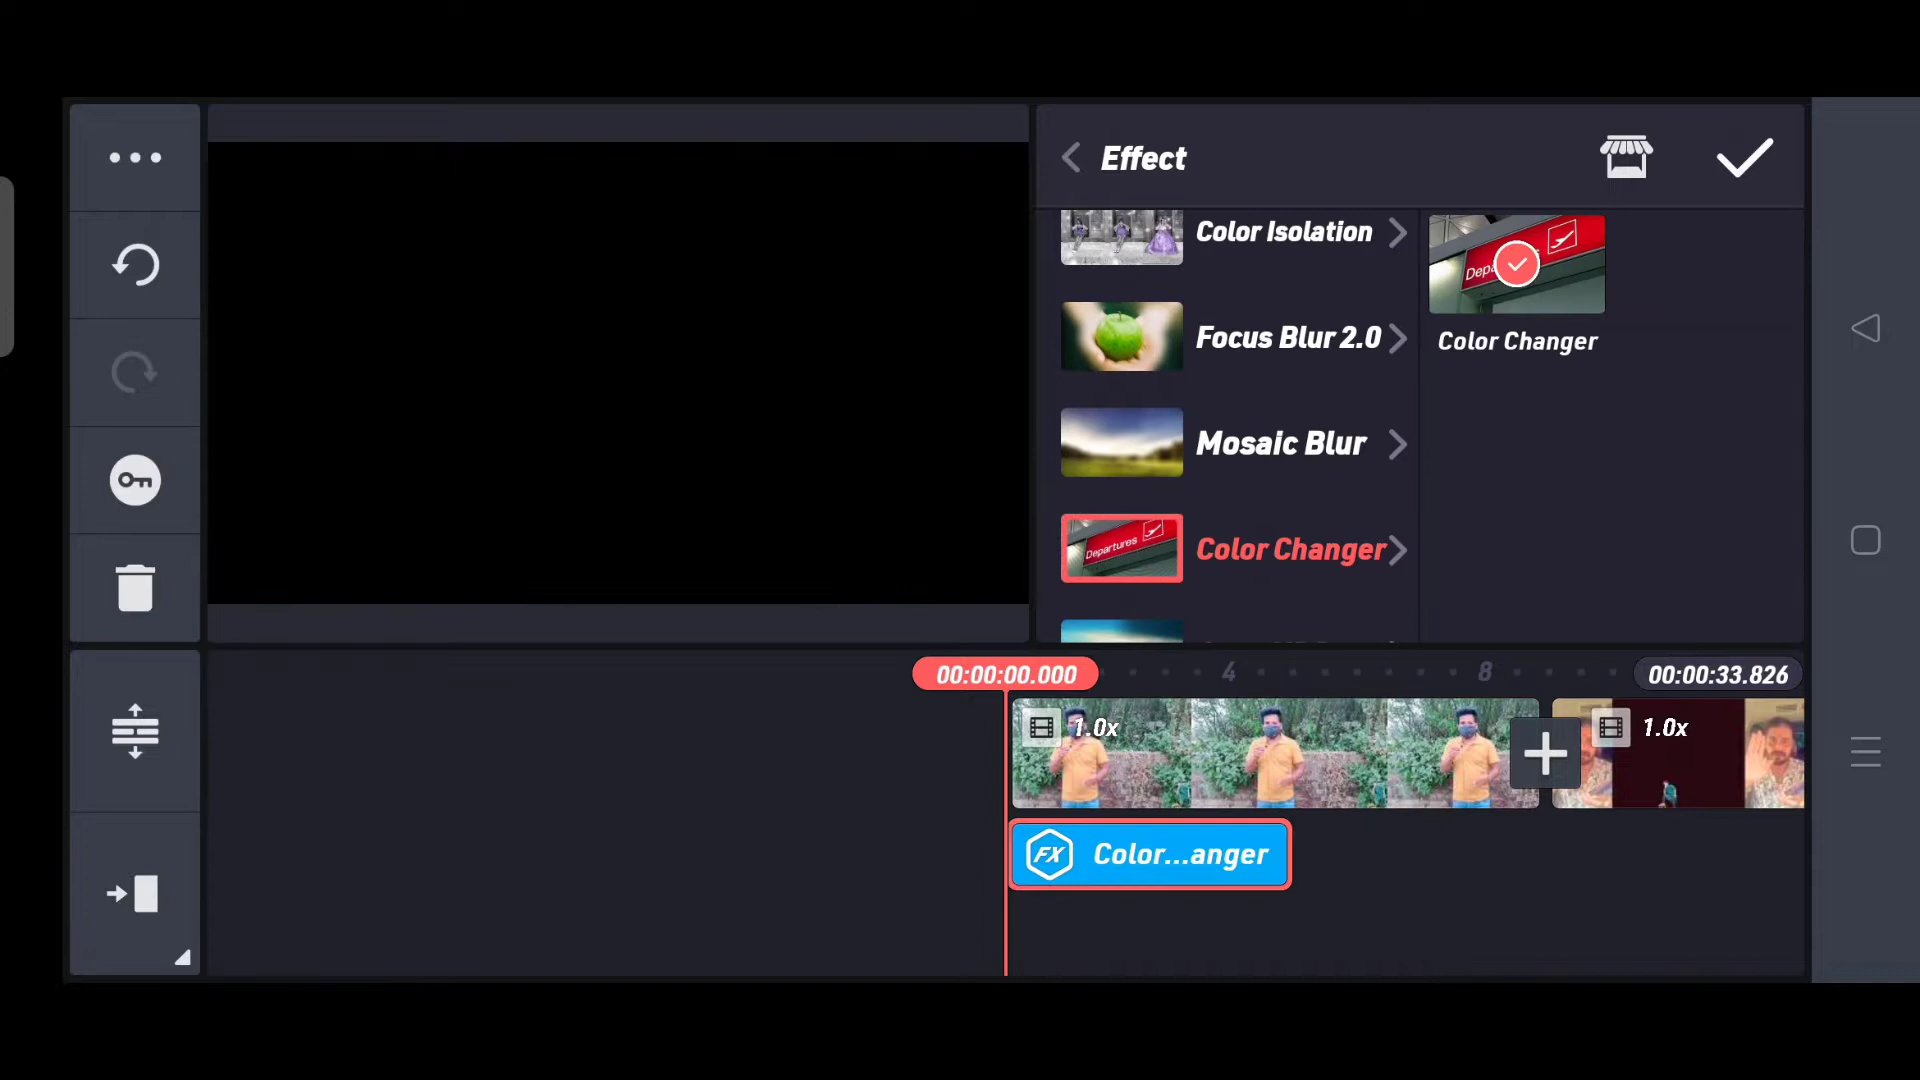 Effect
Color Isolation
Focus Blur 2.0
Mosaic Blur
Departures
Color Changer
Depa
Color Changer
00:00:00.000
4
8
00:00:33.826
1.0x
1.0x
FX Color...anger